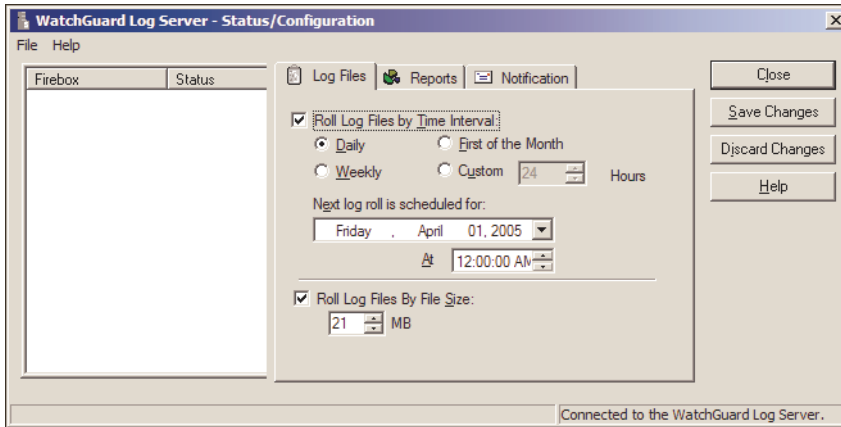 WatchGuard Log Server - Status/Configuration
File Help
Firebox Status
Log Files Reports Notification
Close
Save Changes
Discard Changes
Help
Roll Log Files by Time Interval:
Daily First of the Month
Weekly Custom 24 Hours
Next log roll is scheduled for:
Friday , April 01, 2005
At 12:00:00 AM
Roll Log Files By File Size:
21 MB
Connected to the WatchGuard Log Server.